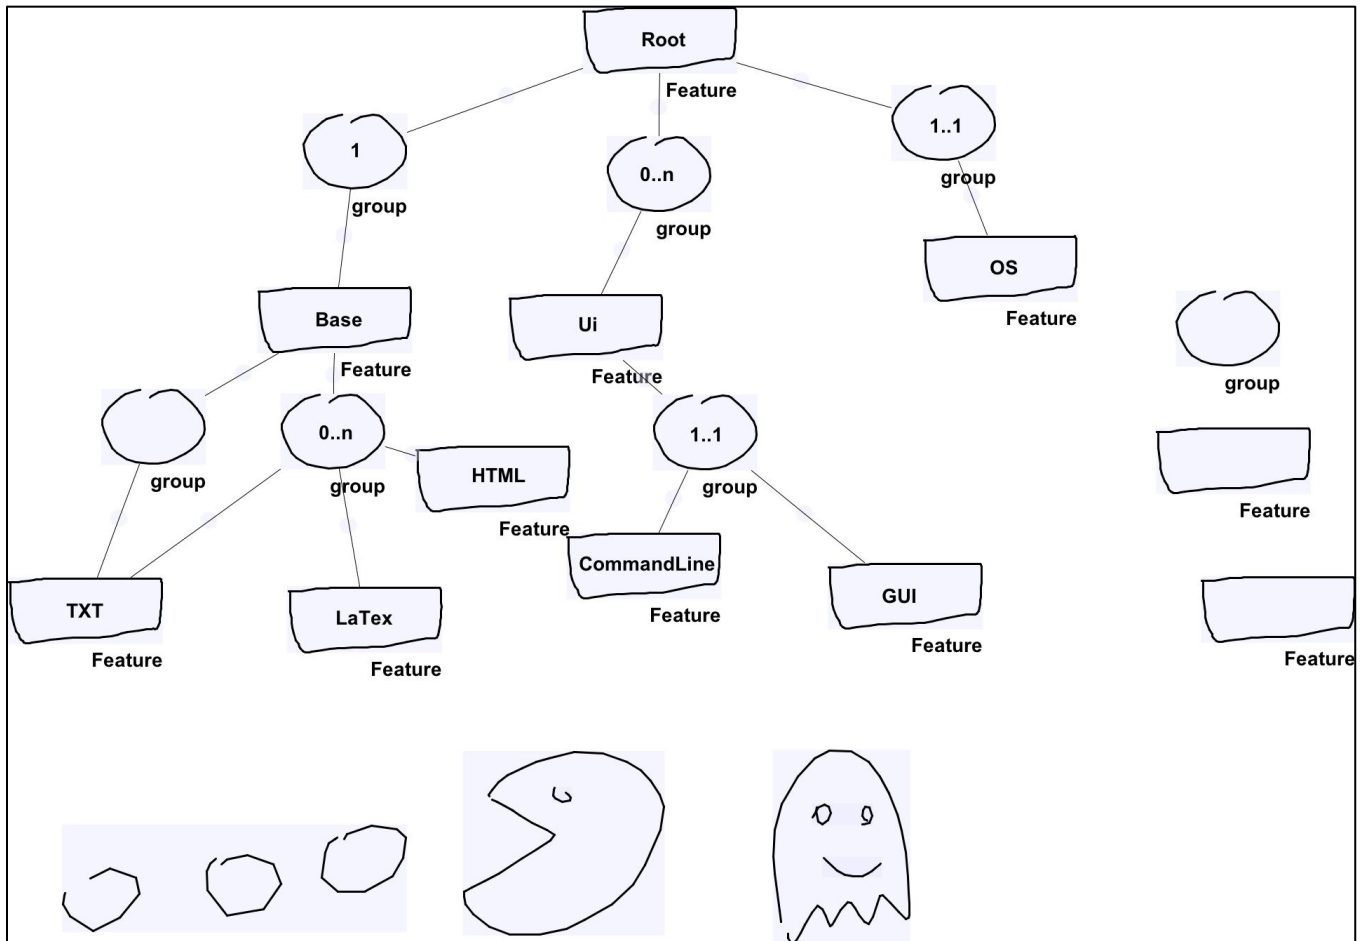 Root
Feature
1
group
0..n
group
1..1
group
Base
Feature
Ui
Feature
OS
Feature
group
group
0..n
group
HTML
Feature
1..1
group
Feature
CommandLine
Feature
GUI
Feature
TXT
Feature
LaTex
Feature
Feature